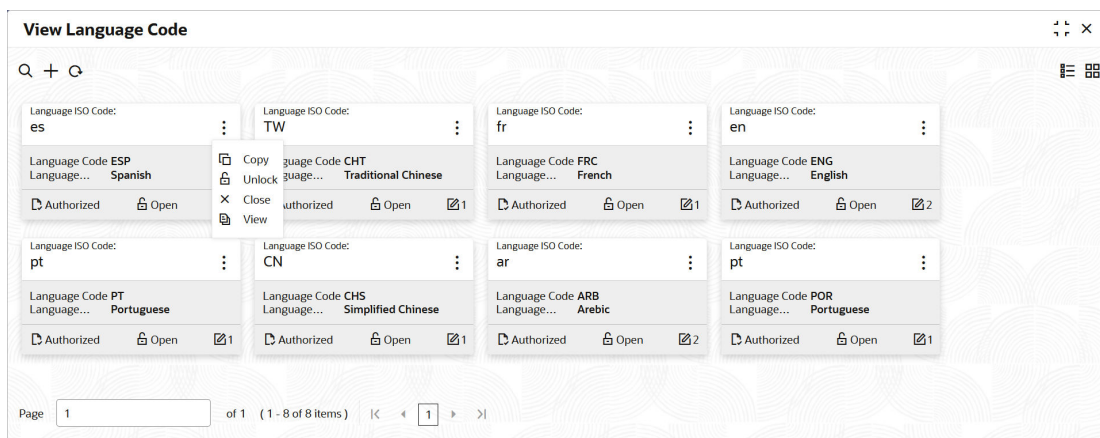 View Language Code
Language ISO Code:
es
Language Code ESP
Language... Spanish
Authorized Open
Copy
Unlock
Close
View
Language ISO Code:
TW
CHT
Traditional Chinese
Open 1
Language ISO Code:
fr
Language Code FRC
Language... French
Authorized Open 1
Language ISO Code:
en
Language Code ENG
Language... English
Authorized Open 2
Language ISO Code:
pt
Language Code PT
Language... Portuguese
Authorized Open 1
Language ISO Code:
CN
Language Code CHS
Language... Simplified Chinese
Authorized Open 1
Language ISO Code:
ar
Language Code ARB
Language... Arebic
Authorized Open 2
Language ISO Code:
pt
Language Code POR
Language... Portuguese
Authorized Open 1
Page 1 of 1 (1 - 8 of 8 items) 1